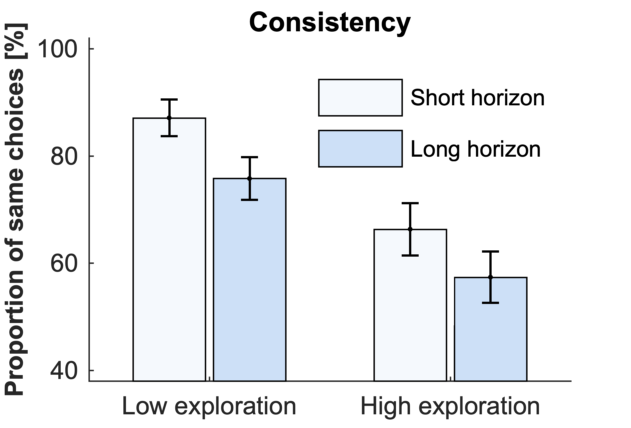 Consistency
Proportion of same choices [%]
100
80
60
40
Short horizon
Long horizon
Low exploration
High exploration